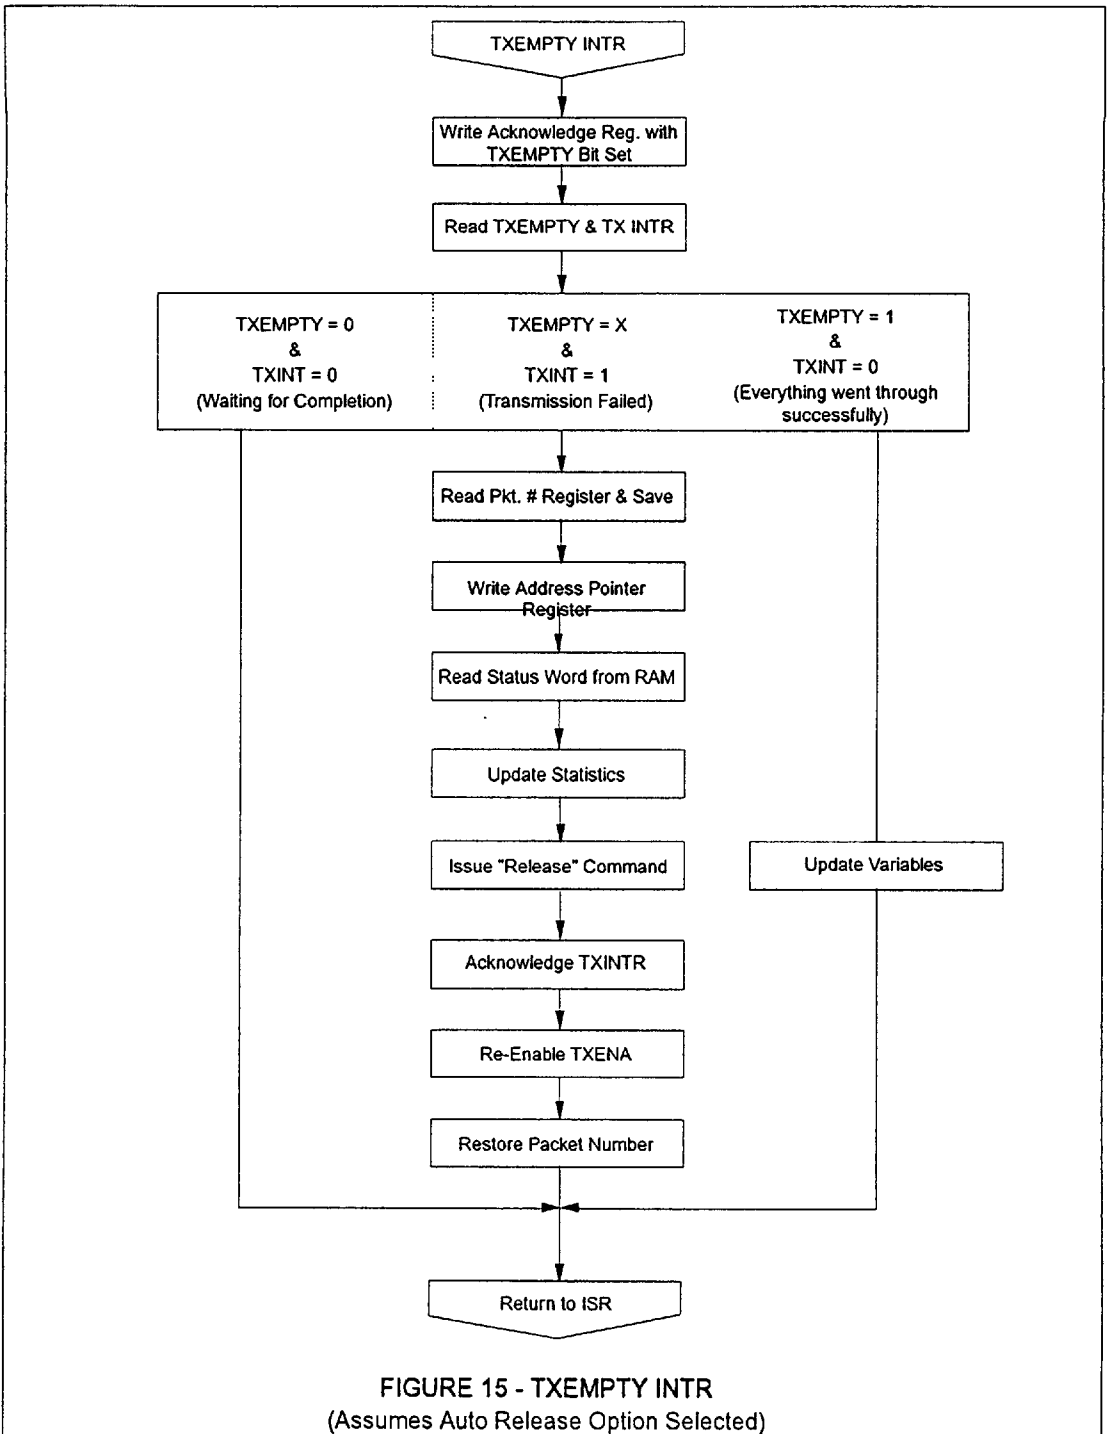 TXEMPTY INTR
Write Acknowledge Reg. with
TXEMPTY Bit Set
Read TXEMPTY & TX INTR
TXEMPTY = 0
&
TXINT = 0
(Waiting for Completion)
TXEMPTY = X
&
TXINT = 1
(Transmission Failed)
TXEMPTY = 1
&
TXINT = 0
(Everything went through
successfully)
Read Pkt. # Register & Save
Write Address Pointer
Register
Read Status Word from RAM
Update Statistics
Issue "Release" Command
Update Variables
Acknowledge TXINTR
Re-Enable TXENA
Restore Packet Number
Return to ISR
FIGURE 15 - TXEMPTY INTR
(Assumes Auto Release Option Selected)